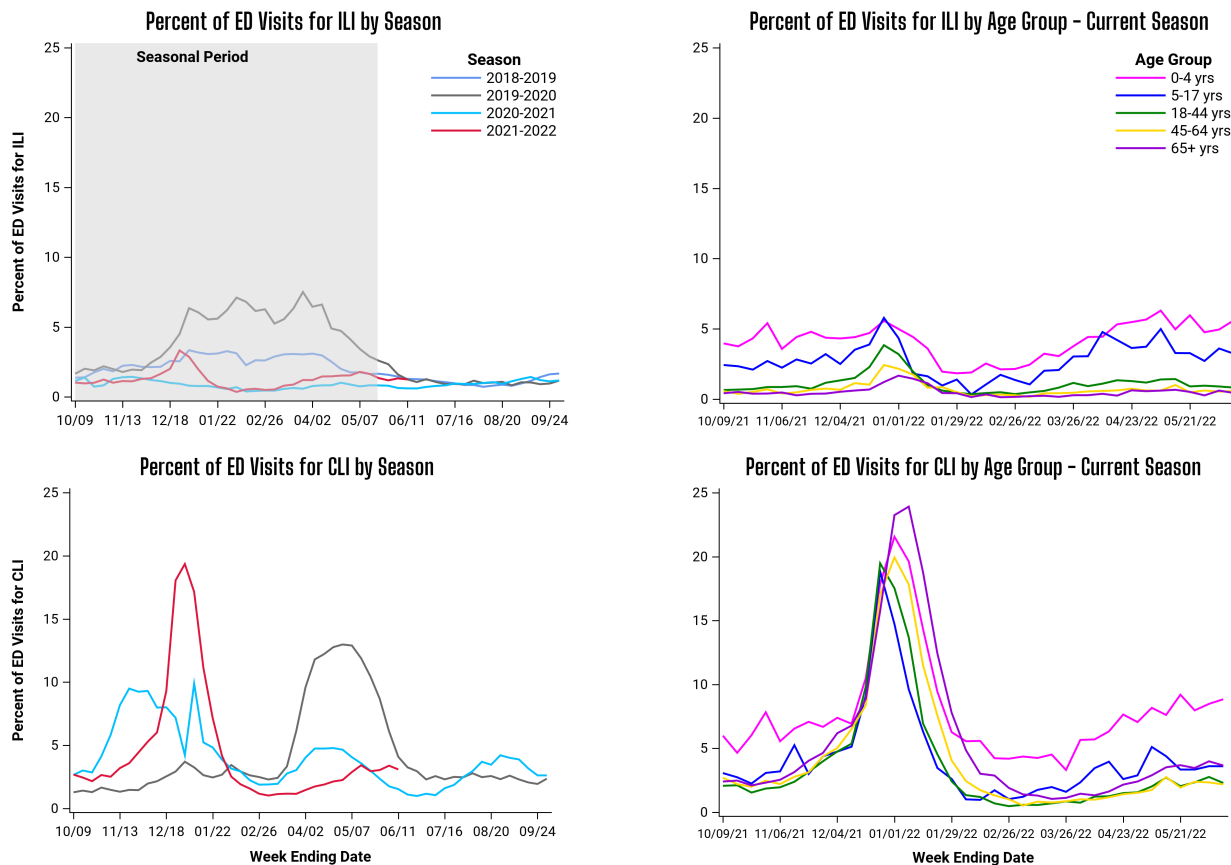 Percent of ED Visits for ILI by Season
Seasonal Period
Season
2018-2019
2019-2020
2020-2021
2021-2022
Percent of ED Visits for ILI
25
20
15
10
5
0
10/09 11/13 12/18 01/22 02/26 04/02 05/07 06/11 07/16 08/20 09/24
Percent of ED Visits for ILI by Age Group - Current Season
Age Group
0-4 yrs
5-17 yrs
18-44 yrs
45-64 yrs
65+ yrs
25
20
15
10
5
0
10/09/21 11/06/21 12/04/21 01/01/22 01/29/22 02/26/22 03/26/22 04/23/22 05/21/22
Percent of ED Visits for CLI by Season
Percent of ED Visits for CLI
25
20
15
10
5
0
10/09 11/13 12/18 01/22 02/26 04/02 05/07 06/11 07/16 08/20 09/24
Week Ending Date
Percent of ED Visits for CLI by Age Group - Current Season
25
20
15
10
5
0
10/09/21 11/06/21 12/04/21 01/01/22 01/29/22 02/26/22 03/26/22 04/23/22 05/21/22
Week Ending Date